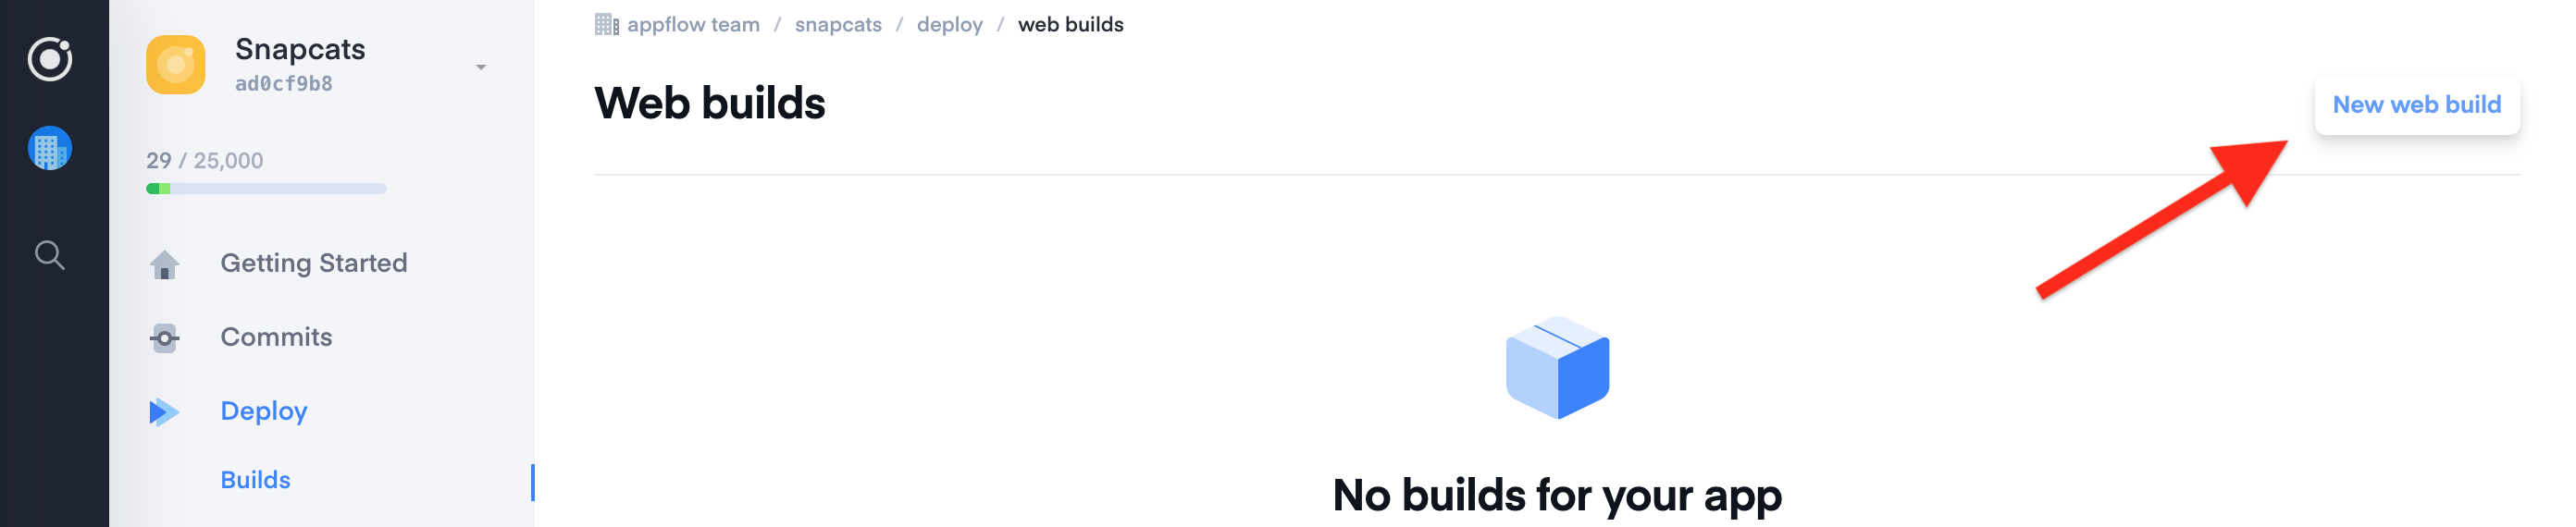 Snapcats
ad0cf9b8
29 / 25,000
Getting Started
Commits
Deploy
Builds
appflow team / snapcats / deploy / web builds
Web builds
New web build
No builds for your app